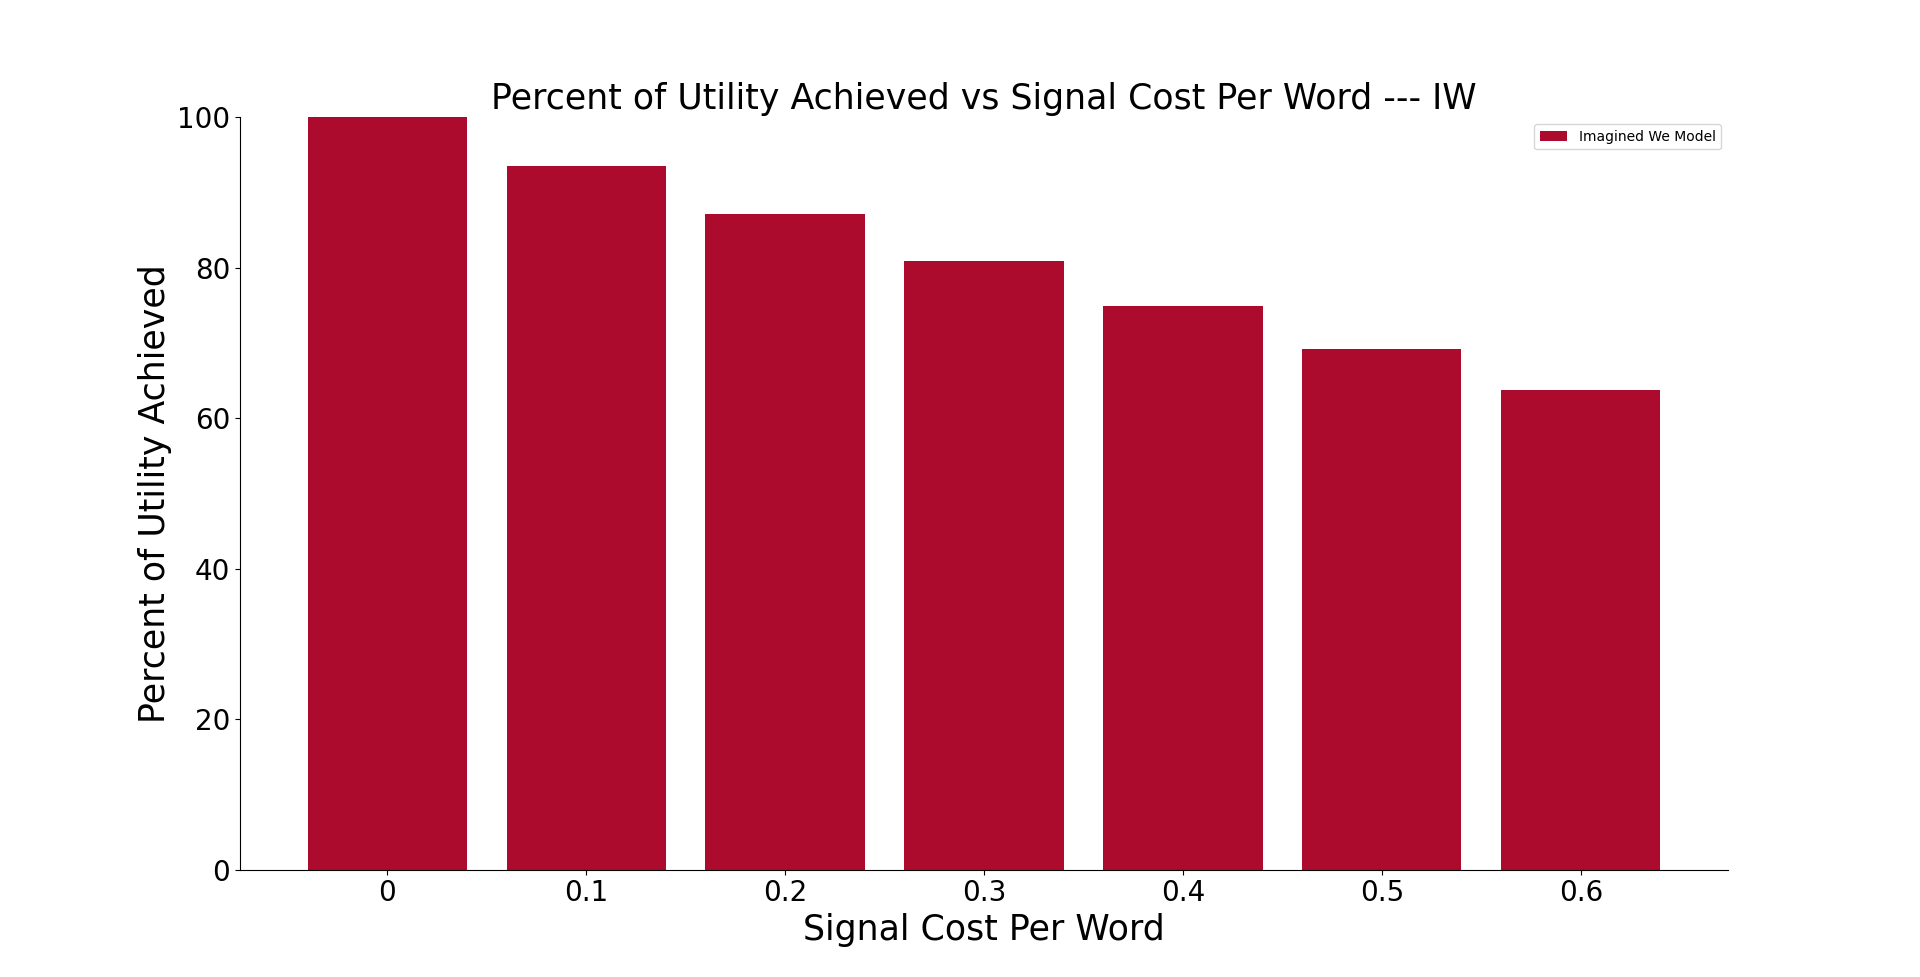 Percent of Utility Achieved vs Signal Cost Per Word --- IW
Imagined We Model
Percent of Utility Achieved
100
80
60
40
20
0
0 0.1 0.2 0.3 0.4 0.5 0.6
Signal Cost Per Word